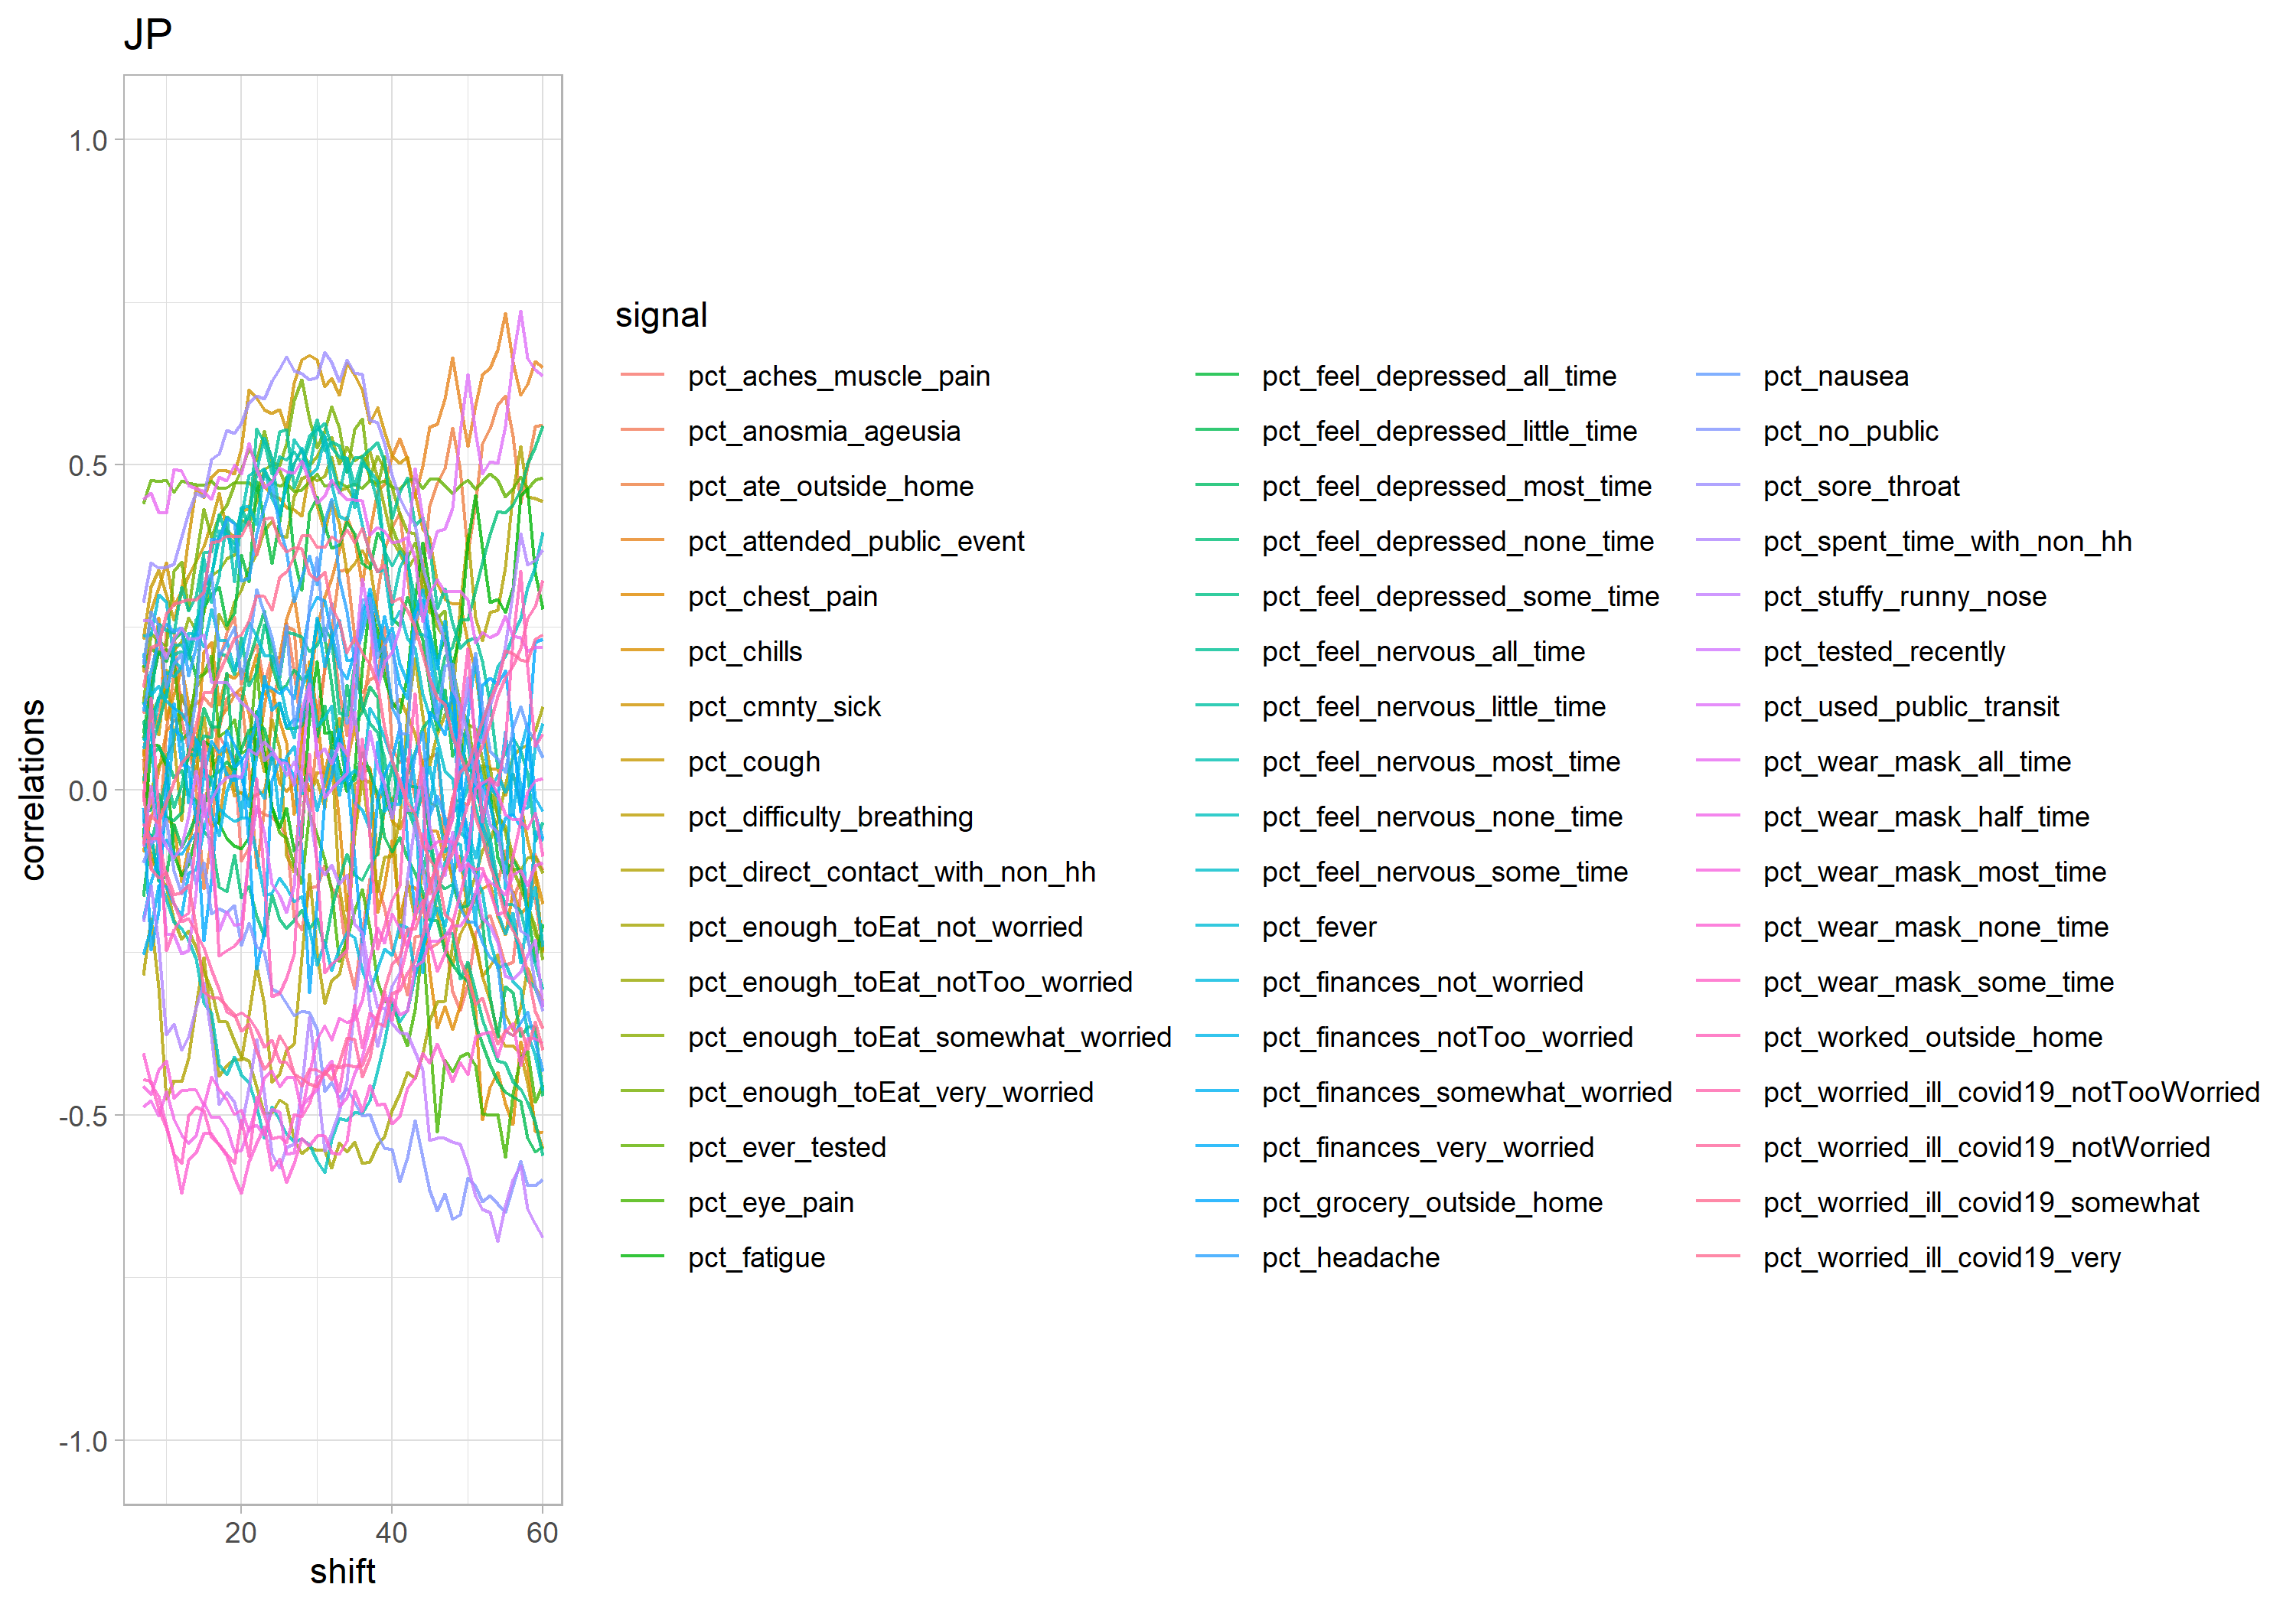 JP
1.0
0.5
0.0
-0.5
-1.0
correlations
20 40 60
shift
signal
pct_aches_muscle_pain
pct_anosmia_ageusia
pct_ate_outside_home
pct_attended_public_event
pct_chest_pain
pct_chills
pct_cmnty_sick
pct_cough
pct_difficulty_breathing
pct_direct_contact_with_non_hh
pct_enough_toEat_not_worried
pct_enough_toEat_notToo_worried
pct_enough_toEat_somewhat_worried
pct_enough_toEat_very_worried
pct_ever_tested
pct_eye_pain
pct_fatigue
pct_feel_depressed_all_time
pct_feel_depressed_little_time
pct_feel_depressed_most_time
pct_feel_depressed_none_time
pct_feel_depressed_some_time
pct_feel_nervous_all_time
pct_feel_nervous_little_time
pct_feel_nervous_most_time
pct_feel_nervous_none_time
pct_feel_nervous_some_time
pct_fever
pct_finances_not_worried
pct_finances_notToo_worried
pct_finances_somewhat_worried
pct_finances_very_worried
pct_grocery_outside_home
pct_headache
pct_nausea
pct_no_public
pct_sore_throat
pct_spent_time_with_non_hh
pct_stuffy_runny_nose
pct_tested_recently
pct_used_public_transit
pct_wear_mask_all_time
pct_wear_mask_half_time
pct_wear_mask_most_time
pct_wear_mask_none_time
pct_wear_mask_some_time
pct_worked_outside_home
pct_worried_ill_covid19_notTooWorried
pct_worried_ill_covid19_notWorried
pct_worried_ill_covid19_somewhat
pct_worried_ill_covid19_very